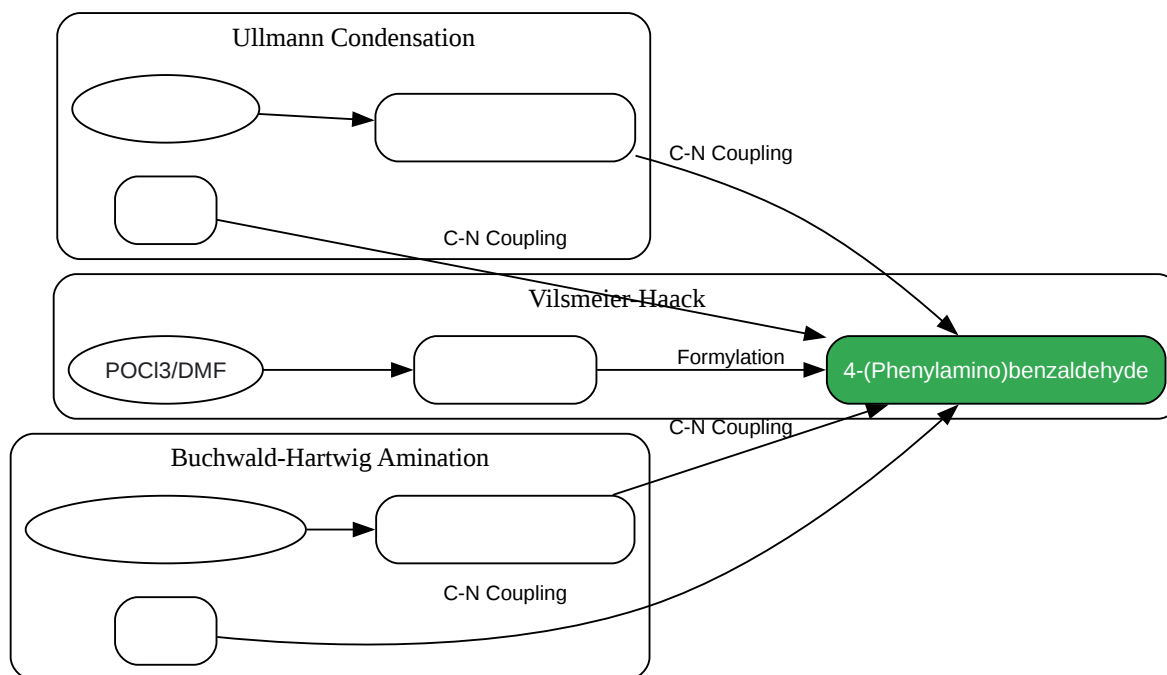 Ullmann Condensation
C-N Coupling
C-N Coupling
Vilsmeier-Haack
POCl3/DMF
Formylation
4-(Phenylamino)benzaldehyde
C-N Coupling
Buchwald-Hartwig Amination
C-N Coupling